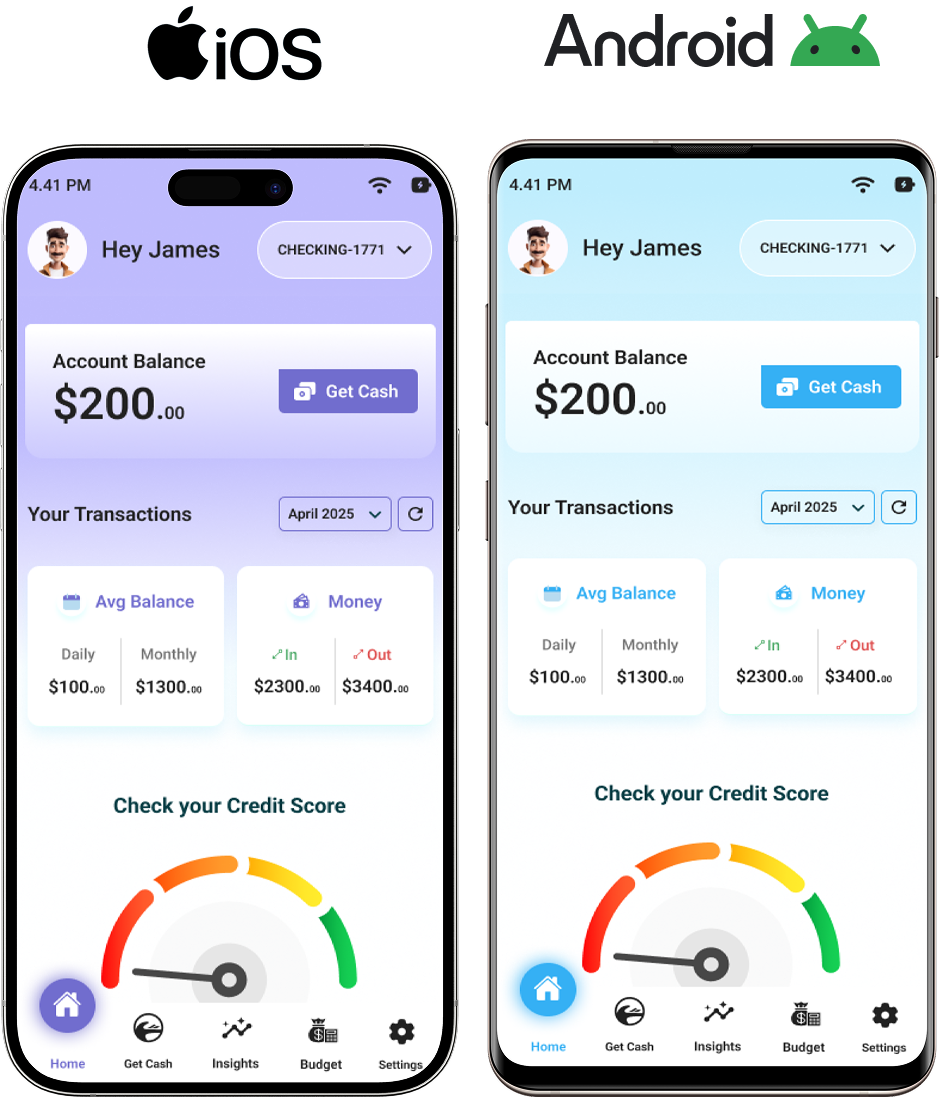 iOS
Android
4.41 PM
Hey James
CHECKING-1771
Account Balance
$200.00
Get Cash
Your Transactions
April 2025
Avg Balance
Money
Daily
Monthly
In
Out
$100.00
$1300.00
$2300.00
$3400.00
Check your Credit Score
Home
Get Cash
Insights
Budget
Settings
4.41 PM
Hey James
CHECKING-1771
Account Balance
$200.00
Get Cash
Your Transactions
April 2025
Avg Balance
Money
Daily
Monthly
In
Out
$100.00
$1300.00
$2300.00
$3400.00
Check your Credit Score
Home
Get Cash
Insights
Budget
Settings